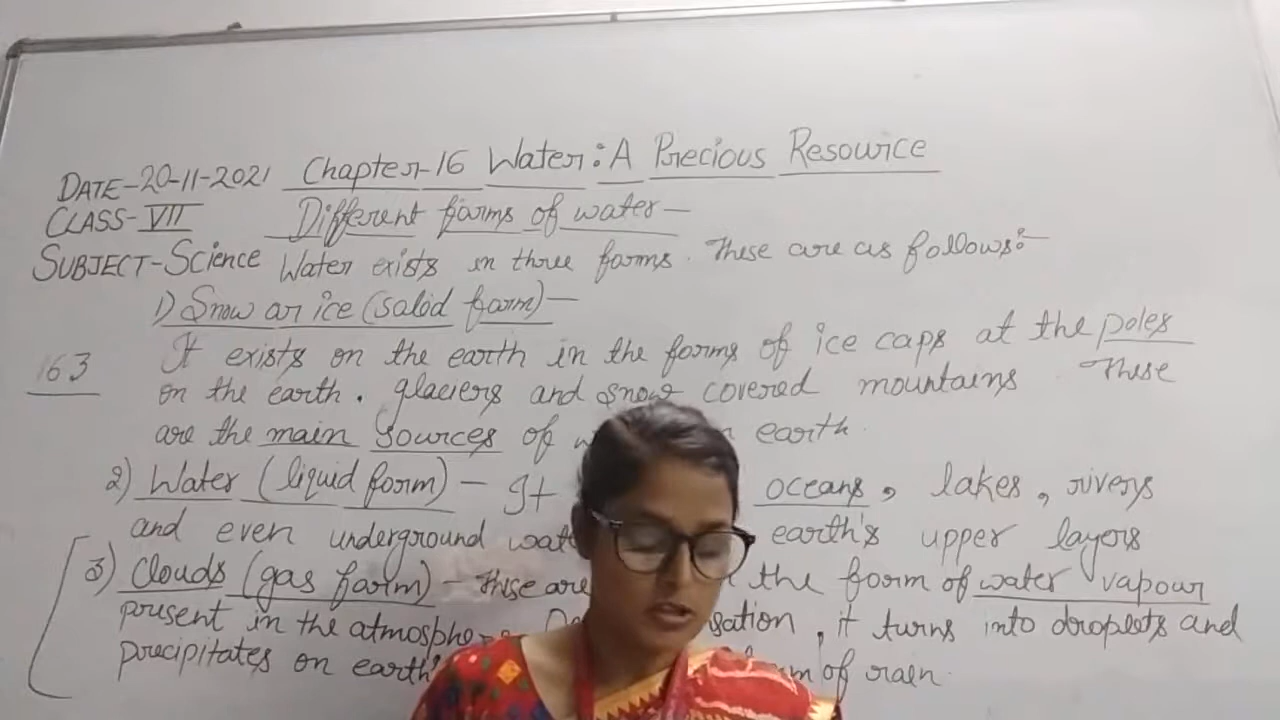 DATE-20-11-2021 Chapter-16 Water: A Precious Resource
CLASS-VII Different forms of water-
SUBJECT-Science Water exists in three forms. These are as follows:-
1) Snow or ice (solid form)-
16.3 It exists on the earth in the forms of ice caps at the poles
on the earth. glaciers and snow covered mountains These
are the main sources of earth.
2) Water (liquid form) - It oceans, lakes, rivers
and even underground earth's upper layers
3) Clouds (gas form) - These are the form of water vapour
present in the atmosphere , it turns into droplets and
precipitates on earth of rain.